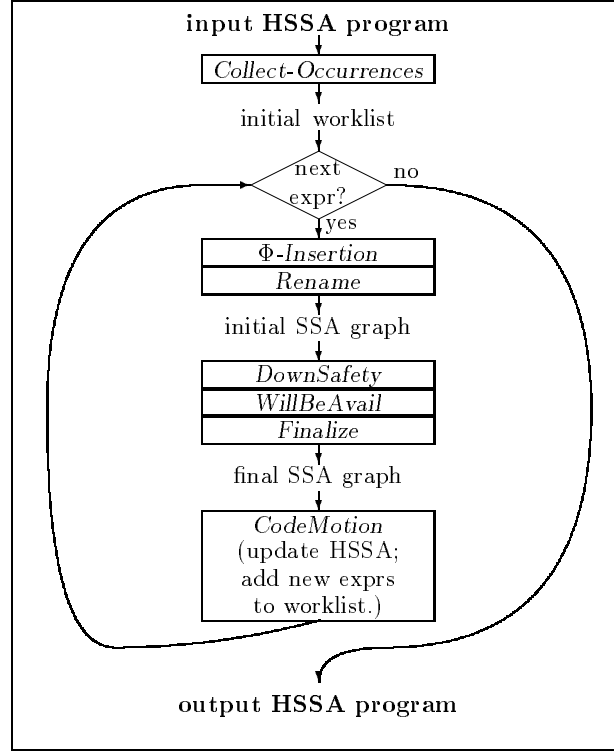 input HSSA program
Collect-Occurrences
initial worklist
next
expr?
no
yes
Φ-Insertion
Rename
initial SSA graph
DownSafety
WillBeAvail
Finalize
final SSA graph
CodeMotion
(update HSSA;
add new exprs
to worklist.)
output HSSA program